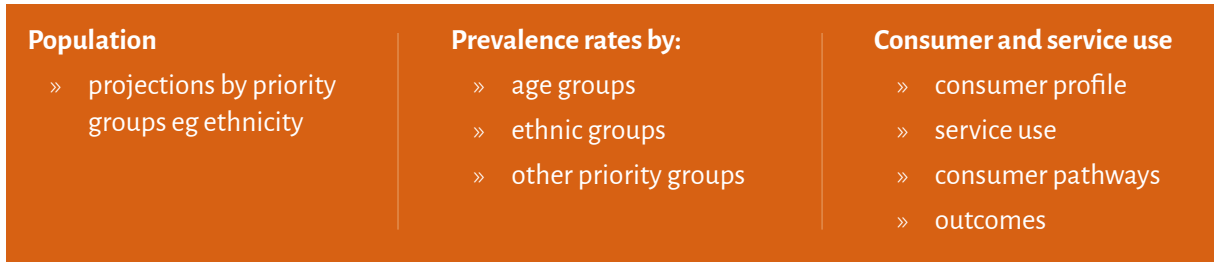 Population
» projections by priority
groups eg ethnicity
Prevalence rates by:
» age groups
» ethnic groups
» other priority groups
Consumer and service use
» consumer profile
» service use
» consumer pathways
» outcomes